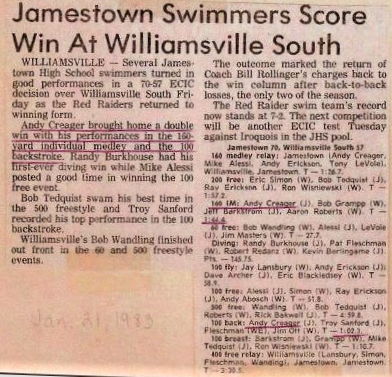 Jamestown Swimmers Score
Win At Williamsville South
WILLIAMSVILLE — Several James-
town High School swimmers turned in
good performances in a 70-57 ECIC
decision over Williamsville South Fri-
day as the Red Raiders returned to
winning form.
Andy Creager brought home a double
win with his performances in the 160-
yard individual medley and the 100
backstroke. Randy Burkhouse had his
first-ever diving win while Mike Alessi
posted a good time in winning the 100
free event.
Bob Tedquist swam his best time in
the 500 freestyle and Troy Sanford
recorded his top performance in the 100
backstroke.
Williamsville's Bob Wandling finished
out front in the 60 and 500 freestyle
events.
The outcome marked the return of
Coach Bill Rollinger's charges back to
the win column after back-to-back
losses, the only two of the season.
The Red Raider swim team's record
now stands at 7-2. The next competition
will be another ECIC test Tuesday
against Iroquois in the JHS pool.
Jamestown 70, Williamsville South 57
160 medley relay: Jamestown (Andy Creager,
Mike Alessi, Andy Erickson, Tony LeVole),
Williamsville, Jamestown. T — 1:26.7.
200 free: Eric Simon (W), Bob Tedquist (J),
Ray Erickson (J), Ron Wisniewski (W). T —
1:57.2
160 IM: Andy Creager (J), Bob Grampp (W),
Jeff Barkstrom (J), Aaron Roberts (W). T —
60 free: Bob Wandling (W), Alessi (J), LeVole
(J), Jim Masters (W). T — 27.7.
Diving: Randy Burkhouse (J), Pat Fleschman
(W), Robert Redanz (W), Kevin Berlingame (J).
Pts. — 145.75.
100 fly: Jay Lansbury (W), Andy Erickson (J),
Dave Archer (J), Eric Blackledsey (W). T —
58.9.
100 free: Alessi (J), Simon (W), Ray Erickson
(J), Andy Abosch (W). T — 51.8.
500 free: Wandling (W), Bob Tedquist (J),
Roberts (W), Rick Bakwell (J). T — 4:59.8.
100 back: Andy Creager (J), Troy Sanford (J),
Fleschman (W), Jim Ott (W). T — 1:02.3.
100 breast: Barkstrom (J), Grampp (W), Mike
Tedquist (J), Ron Wisniewski (W). T — 1:10.7.
400 free relay: Williamsville (Lansbury, Simon,
Fleschman, Wandling), Jamestown, Jamestown.
T — 3:30.5.